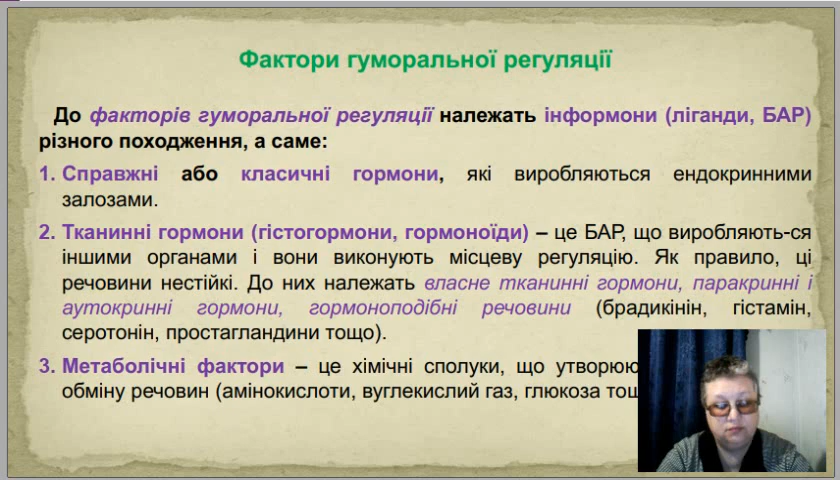 Фактори гуморальної регуляції
До факторів гуморальної регуляції належать інформони (ліганди, БАР)
різного походження, а саме:
1. Справжні або класичні гормони, які виробляються ендокринними
залозами.
2. Тканинні гормони (гістогормони, гормоноїди) – це БАР, що виробляють-ся
іншими органами і вони виконують місцеву регуляцію. Як правило, ці
речовини нестійкі. До них належать власне тканинні гормони, паракринні і
аутокринні гормони, гормоноподібні речовини (брадикінін, гістамін,
серотонін, простагландини тощо).
3. Метаболічні фактори – це хімічні сполуки, що
обміну речовин (амінокислоти, вуглекислий газ, глюкоза